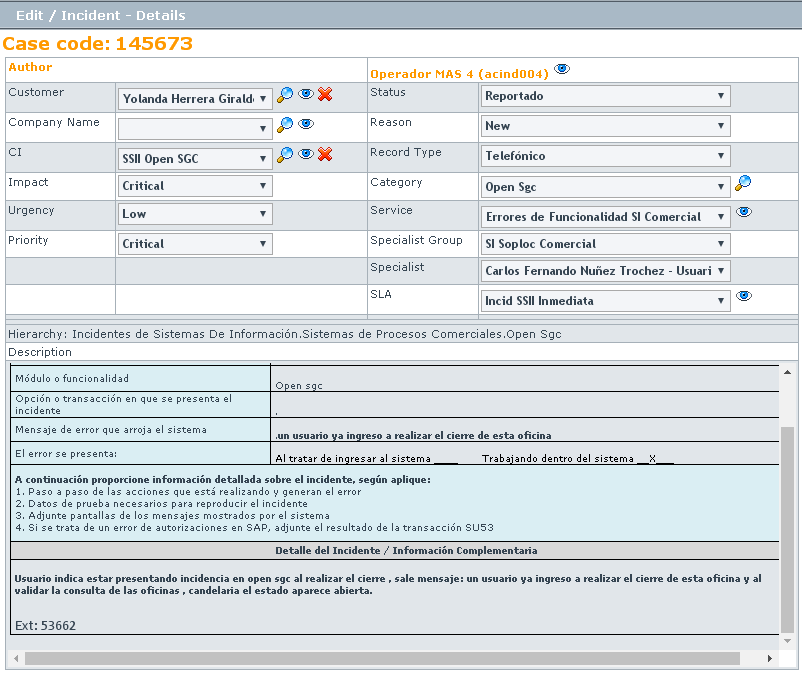 Edit / Incident - Details
Case code: 145673
Author
Operador MAS 4 (acind004)
Customer
Yolanda Herrera Girald
Status
Reportado
Company Name
Reason
New
CI
SSII Open SGC
Record Type
Telefónico
Impact
Critical
Category
Open Sgc
Urgency
Low
Service
Errores de Funcionalidad SI Comercial
Priority
Critical
Specialist Group
SI Soploc Comercial
Specialist
Carlos Fernando Nuñez Trochez - Usuari
SLA
Incid SSII Inmediata
Hierarchy: Incidentes de Sistemas De Información.Sistemas de Procesos Comerciales.Open Sgc
Description
Módulo o funcionalidad
Open sgc
Opción o transacción en que se presenta el
incidente
.
Mensaje de error que arroja el sistema
.un usuario ya ingreso a realizar el cierre de esta oficina
El error se presenta:
Al tratar de ingresar al sistema ____ Trabajando dentro del sistema __X___
A continuación proporcione información detallada sobre el incidente, según aplique:
1. Paso a paso de las acciones que está realizando y generan el error
2. Datos de prueba necesarios para reproducir el incidente
3. Adjunte pantallas de los mensajes mostrados por el sistema
4. Si se trata de un error de autorizaciones en SAP, adjunte el resultado de la transacción SU53
Detalle del Incidente / Información Complementaria
Usuario indica estar presentando incidencia en open sgc al realizar el cierre , sale mensaje: un usuario ya ingreso a realizar el cierre de esta oficina y al
validar la consulta de las oficinas , candelaria el estado aparece abierta.
Ext: 53662